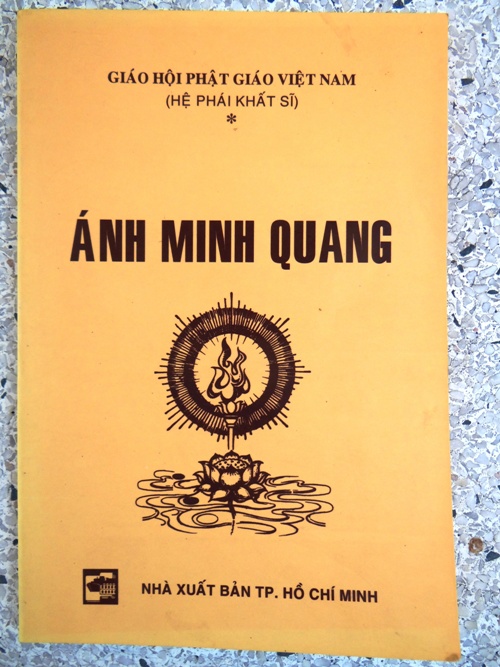 GIÁO HỘI PHẬT GIÁO VIỆT NAM
(HỆ PHÁI KHẤT SĨ)
*
ÁNH MINH QUANG
NHÀ XUẤT BẢN TP. HỒ CHÍ MINH